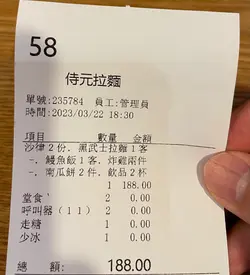 58
侍元拉麵
單號:235784 員工:管理員
時間:2023/03/22 18:30
項目 數量 金額
沙律2份．黑武士拉麵1客
-．鰻魚飯1客．炸雞兩件
-．南瓜餅2件．飲品2杯
1 188.00
堂食` 2 0.00
呼叫器(11) 2 0.00
走糖 1 0.00
少冰 1 0.00
總 額: 188.00